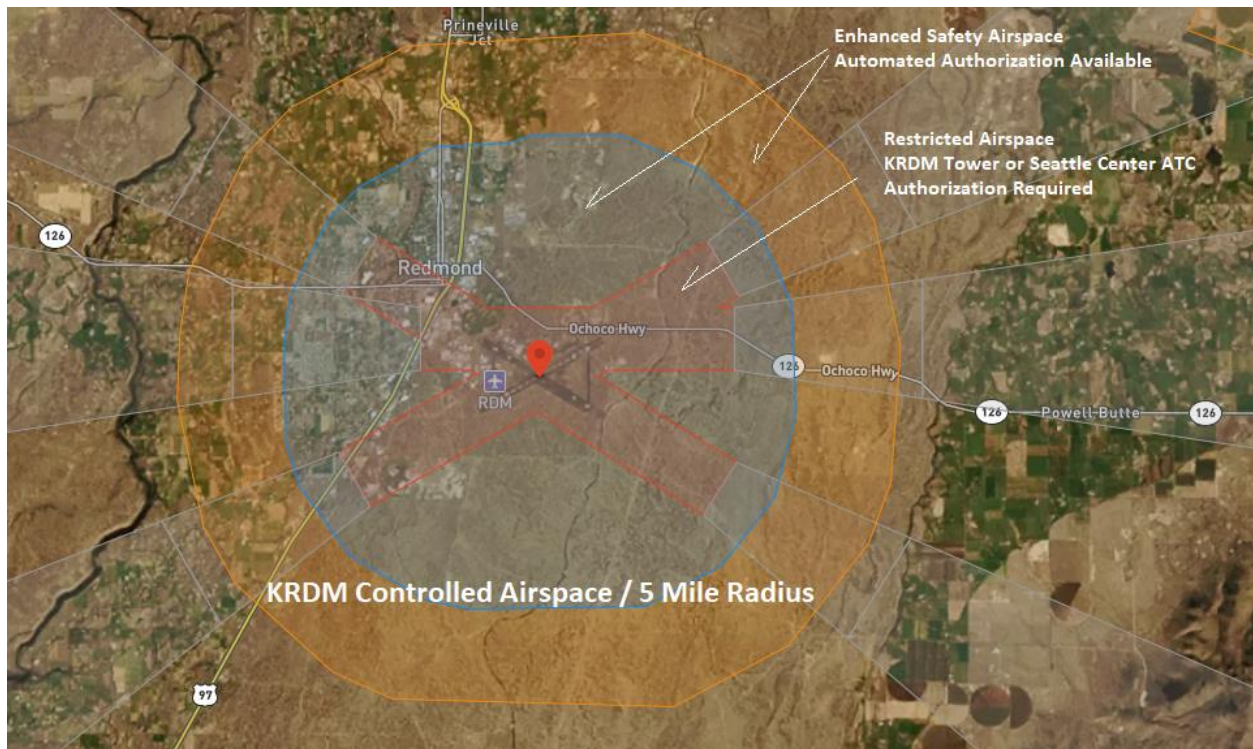 Prineville
Jct
Enhanced Safety Airspace
Automated Authorization Available
Restricted Airspace
KRDM Tower or Seattle Center ATC
Authorization Required
126
Redmond
Ochoco Hwy
126
Ochoco Hwy
RDM
126
Powell Butte
126
KRDM Controlled Airspace / 5 Mile Radius
97